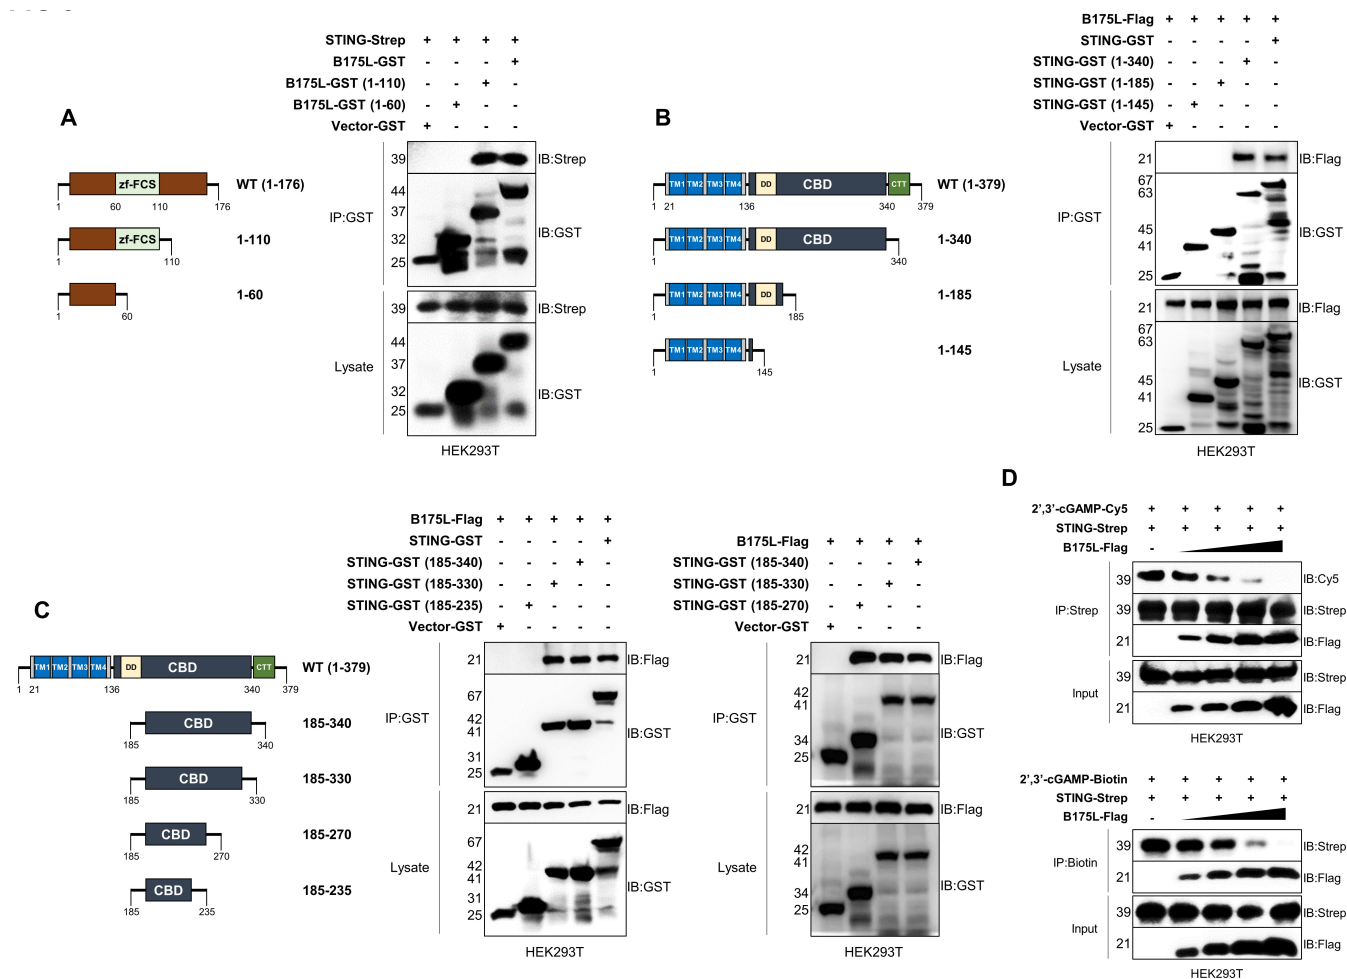 A
STING-Strep + + + +
B175L-GST - - - +
B175L-GST (1-110) - - + -
B175L-GST (1-60) - + - -
Vector-GST + - - -
zf-FCS
WT (1-176)
1 60 110 176
zf-FCS
1-110
1 110
1-60
1 60
IP:GST
39 IB:Strep
44
37
32
25
IB:GST
Lysate
39 IB:Strep
44
37
32
25
IB:GST
HEK293T
B
B175L-Flag + + + + +
STING-GST - - - - +
STING-GST (1-340) - - - + -
STING-GST (1-185) - - + - -
STING-GST (1-145) - + - - -
Vector-GST + - - - -
TM1 TM2 TM3 TM4 DD CBD CTT
WT (1-379)
1 21 136 340 379
TM1 TM2 TM3 TM4 DD CBD
1-340
1 340
TM1 TM2 TM3 TM4 DD
1-185
1 185
TM1 TM2 TM3 TM4
1-145
1 145
IP:GST
21 IB:Flag
67
63
45
41
25
IB:GST
Lysate
21 IB:Flag
67
63
45
41
25
IB:GST
HEK293T
C
TM1 TM2 TM3 TM4 DD CBD CTT
WT (1-379)
1 21 136 340 379
CBD
185-340
185 340
CBD
185-330
185 330
CBD
185-270
185 270
CBD
185-235
185 235
B175L-Flag + + + + +
STING-GST - - - - +
STING-GST (185-340) - - - + -
STING-GST (185-330) - - + - -
STING-GST (185-235) - + - - -
Vector-GST + - - - -
IP:GST
21 IB:Flag
67
42
41
31
25
IB:GST
Lysate
21 IB:Flag
67
42
41
31
25
IB:GST
HEK293T
B175L-Flag + + + +
STING-GST (185-340) - - - +
STING-GST (185-330) - - + -
STING-GST (185-270) - + - -
Vector-GST + - - -
IP:GST
21 IB:Flag
42
41
34
25
IB:GST
Lysate
21 IB:Flag
42
41
34
25
IB:GST
HEK293T
D
2',3'-cGAMP-Cy5 + + + + +
STING-Strep + + + + +
B175L-Flag -
IP:Strep
39 IB:Cy5
39 IB:Strep
21 IB:Flag
Input
39 IB:Strep
21 IB:Flag
HEK293T
2',3'-cGAMP-Biotin + + + + +
STING-Strep + + + + +
B175L-Flag -
IP:Biotin
39 IB:Strep
21 IB:Flag
Input
39 IB:Strep
21 IB:Flag
HEK293T